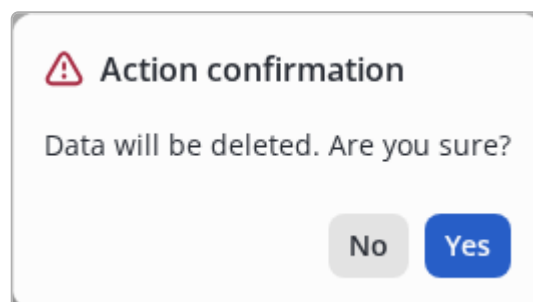 Action confirmation
Data will be deleted. Are you sure?
No Yes